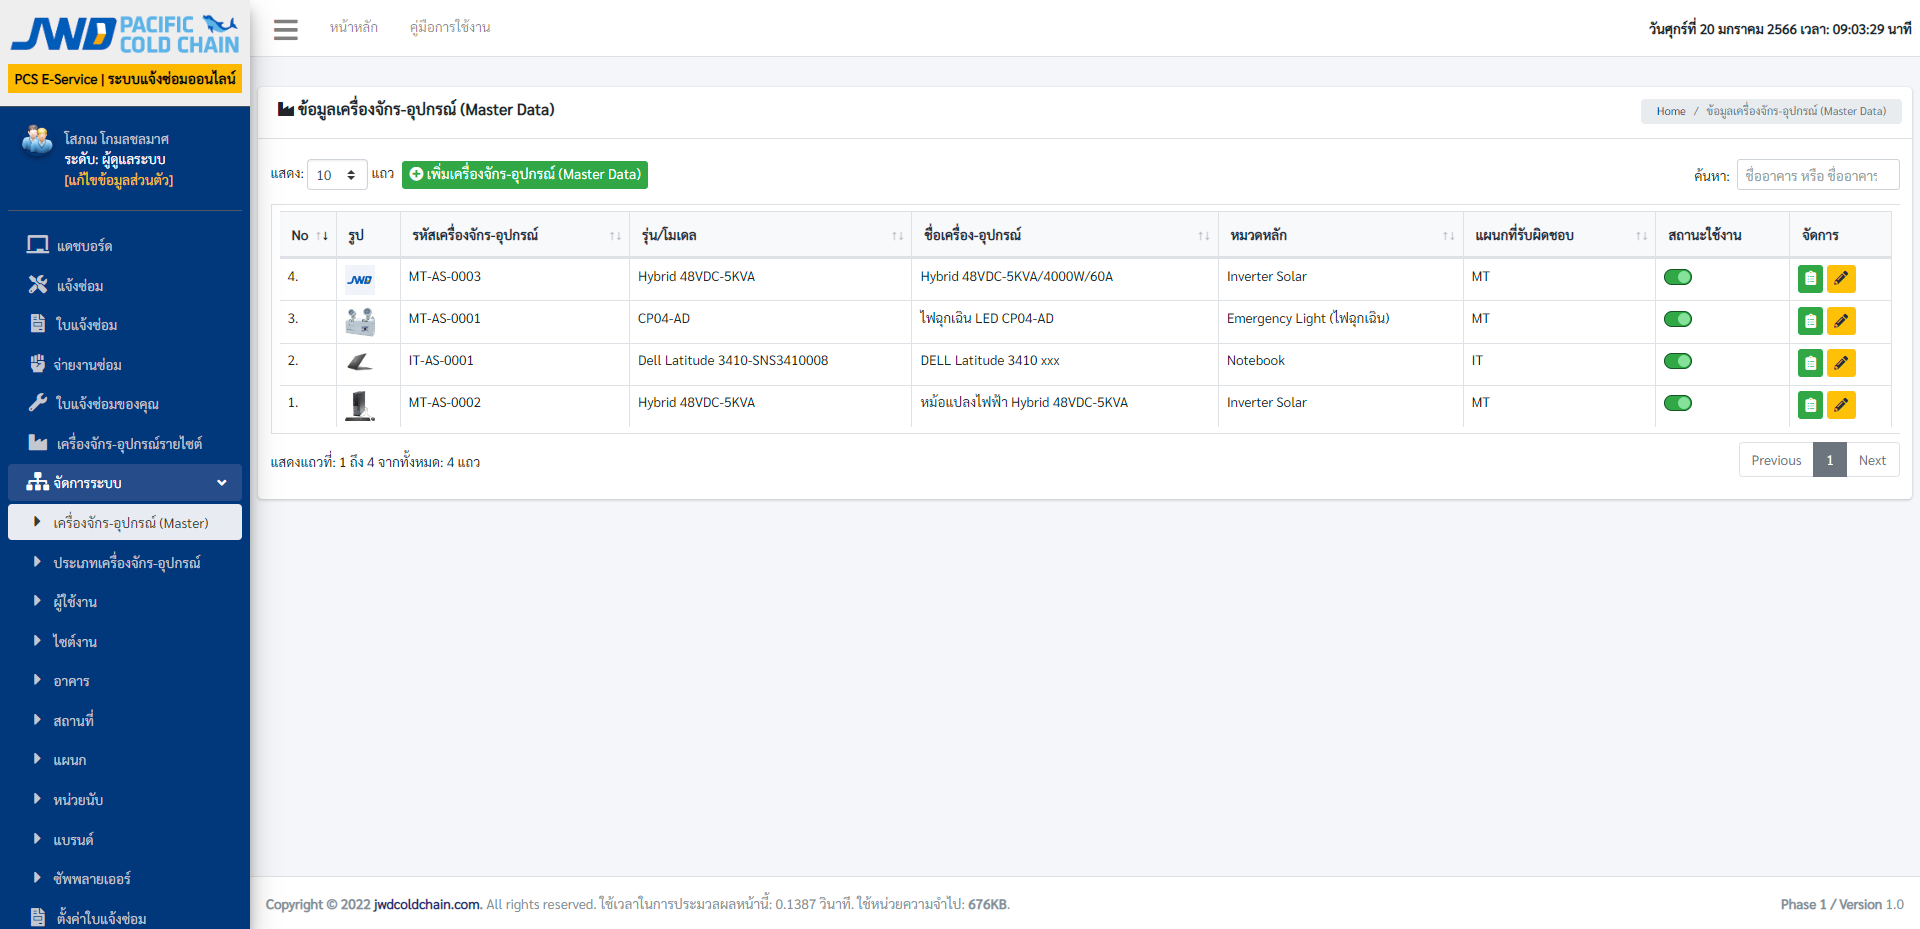 JWD PACIFIC COLD CHAIN
PCS E-Service | ระบบแจ้งซ่อมออนไลน์
โสภณ โกมลชลมาศ
ระดับ: ผู้ดูแลระบบ
[แก้ไขข้อมูลส่วนตัว]
แดชบอร์ด
แจ้งซ่อม
ใบแจ้งซ่อม
จ่ายงานซ่อม
ใบแจ้งซ่อมของคุณ
เครื่องจักร-อุปกรณ์รายไซต์
จัดการระบบ
เครื่องจักร-อุปกรณ์ (Master)
ประเภทเครื่องจักร-อุปกรณ์
ผู้ใช้งาน
ไซต์งาน
อาคาร
สถานที่
แผนก
หน่วยนับ
แบรนด์
ซัพพลายเออร์
ตั้งค่าใบแจ้งซ่อม
หน้าหลัก คู่มือการใช้งาน
วันศุกร์ที่ 20 มกราคม 2566 เวลา: 09:03:29 นาที
ข้อมูลเครื่องจักร-อุปกรณ์ (Master Data)
Home / ข้อมูลเครื่องจักร-อุปกรณ์ (Master Data)
แสดง: 10 แถว เพิ่มเครื่องจักร-อุปกรณ์ (Master Data)
ค้นหา: ชื่ออาคาร หรือ ชื่ออาคาร
No รูป รหัสเครื่องจักร-อุปกรณ์ รุ่น/โมเดล ชื่อเครื่อง-อุปกรณ์ หมวดหลัก แผนกที่รับผิดชอบ สถานะใช้งาน จัดการ
4. JWD MT-AS-0003 Hybrid 48VDC-5KVA Hybrid 48VDC-5KVA/4000W/60A Inverter Solar MT
3. MT-AS-0001 CP04-AD ไฟฉุกเฉิน LED CP04-AD Emergency Light (ไฟฉุกเฉิน) MT
2. IT-AS-0001 Dell Latitude 3410-SNS3410008 DELL Latitude 3410 xxx Notebook IT
1. MT-AS-0002 Hybrid 48VDC-5KVA หม้อแปลงไฟฟ้า Hybrid 48VDC-5KVA Inverter Solar MT
แสดงแถวที่: 1 ถึง 4 จากทั้งหมด: 4 แถว
Previous 1 Next
Copyright © 2022 jwdcoldchain.com. All rights reserved. ใช้เวลาในการประมวลผลหน้านี้: 0.1387 วินาที. ใช้หน่วยความจำไป: 676KB.
Phase 1 / Version 1.0